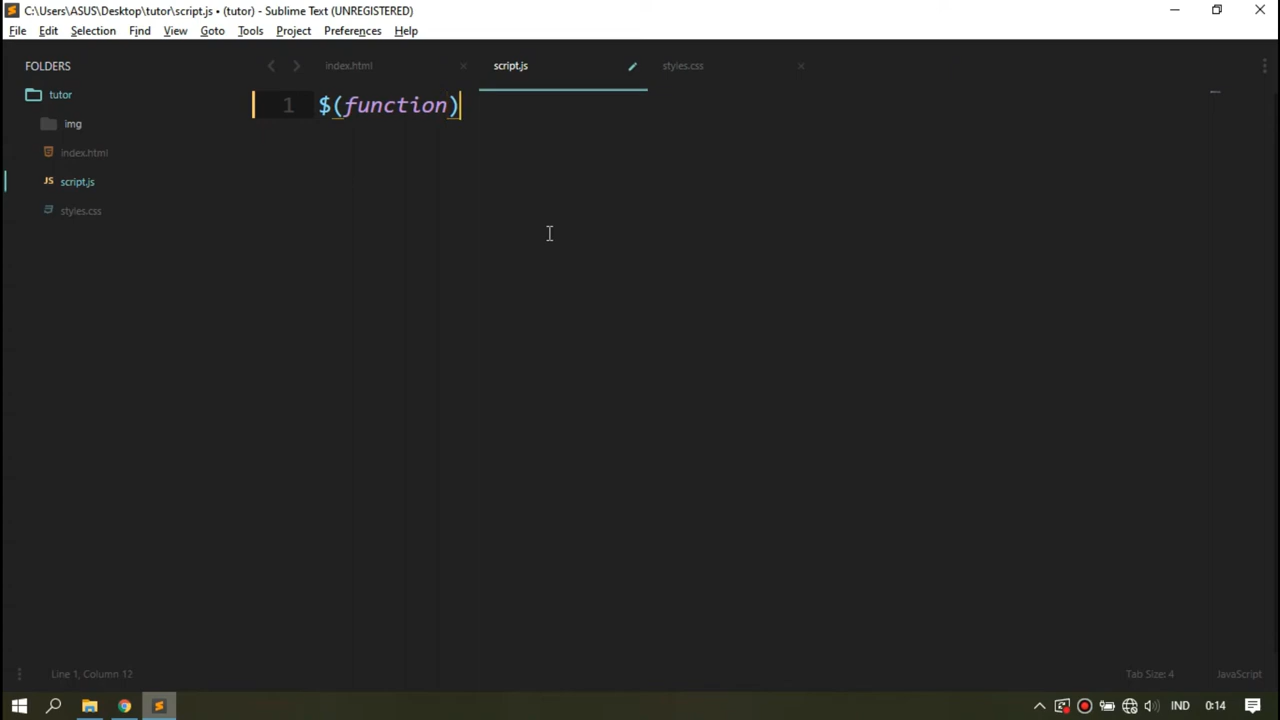 C:\Users\ASUS\Desktop\tutor\script.js • (tutor) - Sublime Text (UNREGISTERED)
File Edit Selection Find View Goto Tools Project Preferences Help
FOLDERS
index.html
script.js
styles.css
tutor
img
index.html
JS script.js
styles.css
1 $(function)
Line 1, Column 12
Tab Size: 4
JavaScript
IND
0:14